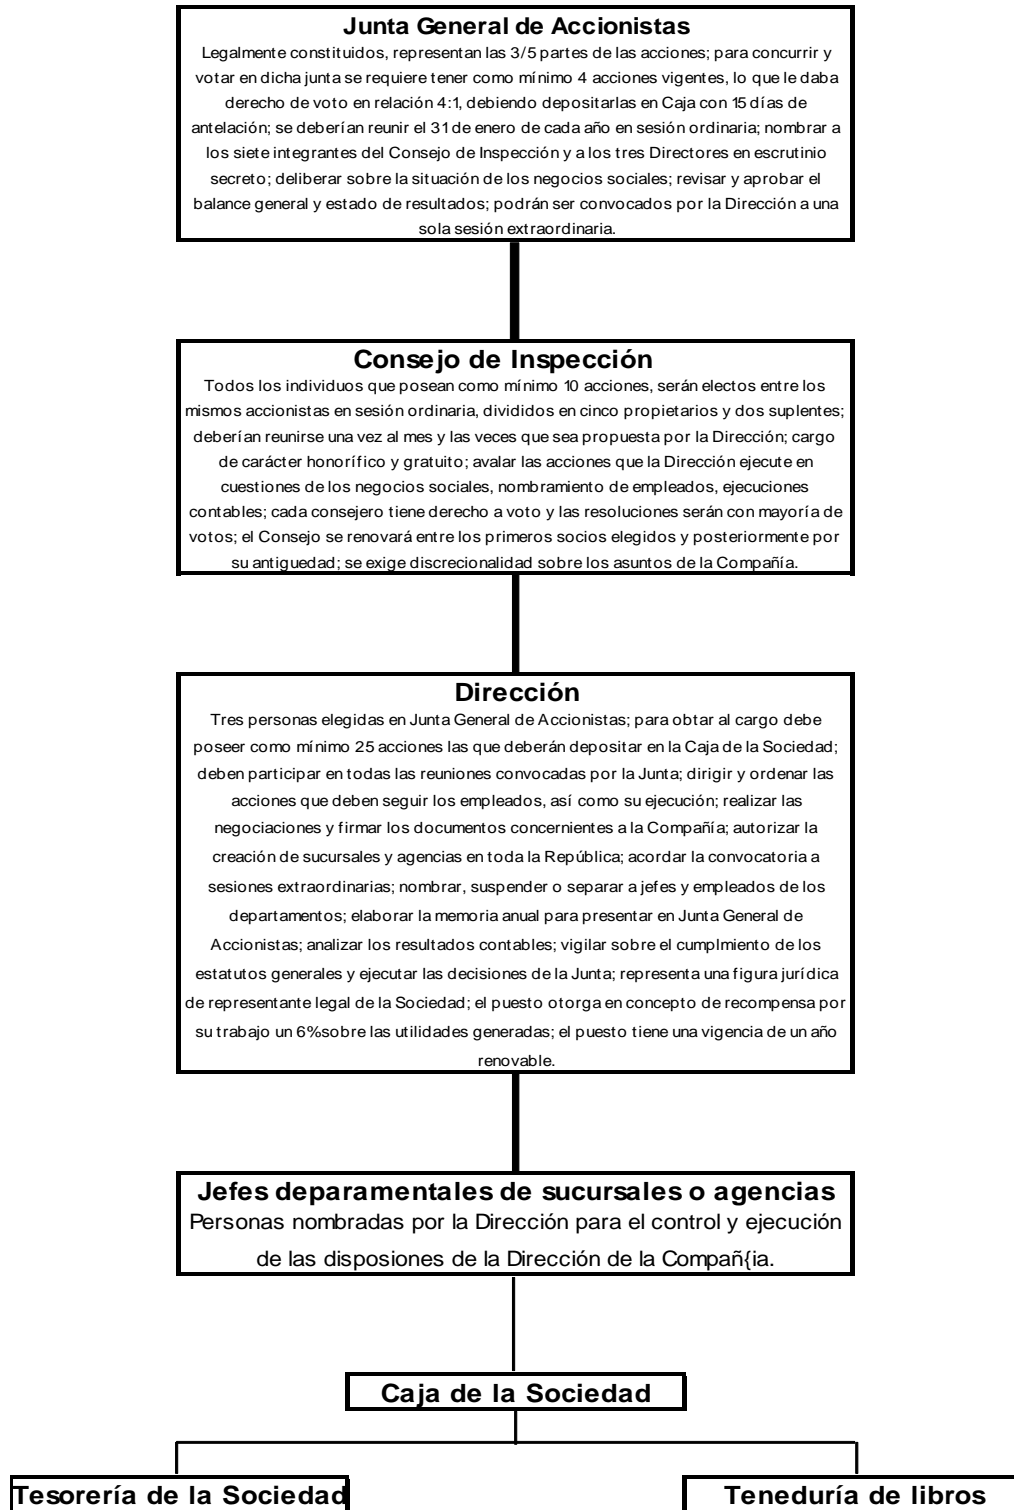 Junta General de Accionistas
Legalmente constituidos, representan las 3/5 partes de las acciones; para concurrir y
votar en dicha junta se requiere tener como mínimo 4 acciones vigentes, lo que le daba
derecho de voto en relación 4:1, debiendo depositarlas en Caja con 15 días de
antelación; se deberían reunir el 31 de enero de cada año en sesión ordinaria; nombrar a
los siete integrantes del Consejo de Inspección y a los tres Directores en escrutinio
secreto; deliberar sobre la situación de los negocios sociales; revisar y aprobar el
balance general y estado de resultados; podrán ser convocados por la Dirección a una
sola sesión extraordinaria.
Consejo de Inspección
Todos los individuos que posean como mínimo 10 acciones, serán electos entre los
mismos accionistas en sesión ordinaria, divididos en cinco propietarios y dos suplentes;
deberían reunirse una vez al mes y las veces que sea propuesta por la Dirección; cargo
de carácter honorífico y gratuito; avalar las acciones que la Dirección ejecute en
cuestiones de los negocios sociales, nombramiento de empleados, ejecuciones
contables; cada consejero tiene derecho a voto y las resoluciones serán con mayoría de
votos; el Consejo se renovará entre los primeros socios elegidos y posteriormente por
su antiguedad; se exige discrecionalidad sobre los asuntos de la Compañía.
Dirección
Tres personas elegidas en Junta General de Accionistas; para obtar al cargo debe
poseer como mínimo 25 acciones las que deberán depositar en la Caja de la Sociedad;
deben participar en todas las reuniones convocadas por la Junta; dirigir y ordenar las
acciones que deben seguir los empleados, así como su ejecución; realizar las
negociaciones y firmar los documentos concernientes a la Compañía; autorizar la
creación de sucursales y agencias en toda la República; acordar la convocatoria a
sesiones extraordinarias; nombrar, suspender o separar a jefes y empleados de los
departamentos; elaborar la memoria anual para presentar en Junta General de
Accionistas; analizar los resultados contables; vigilar sobre el cumplmiento de los
estatutos generales y ejecutar las decisiones de la Junta; representa una figura jurídica
de representante legal de la Sociedad; el puesto otorga en concepto de recompensa por
su trabajo un 6%sobre las utilidades generadas; el puesto tiene una vigencia de un año
renovable.
Jefes deparamentales de sucursales o agencias
Personas nombradas por la Dirección para el control y ejecución
de las disposiones de la Dirección de la Compañ{ia.
Caja de la Sociedad
Tesorería de la Sociedad
Teneduría de libros